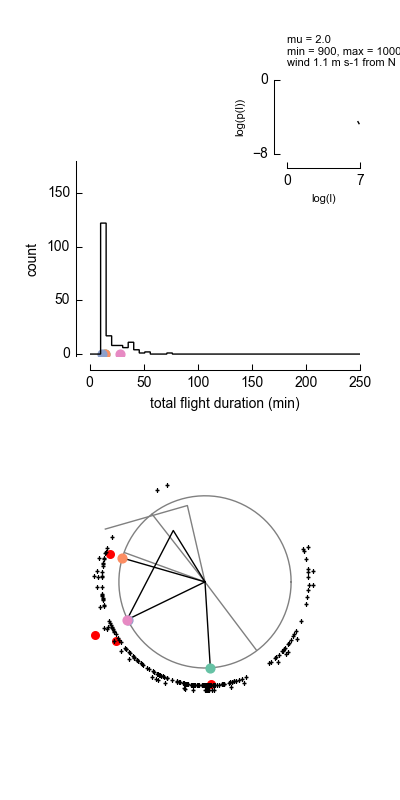 mu = 2.0
min = 900, max = 1000
wind 1.1 m s-1 from N
0
log(p(l))
−8
0 7
log(l)
150
100
50
0
count
0 50 100 150 200 250
total flight duration (min)